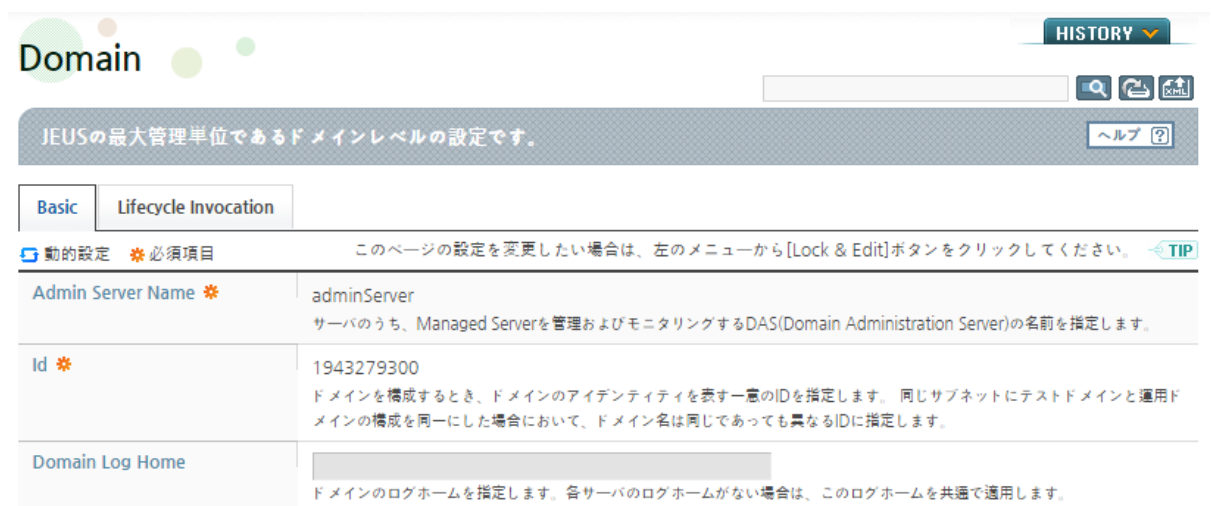 HISTORY
Domain
XML
JEUSの最大管理単位であるドメインレベルの設定です。
ヘルプ ?
Basic Lifecycle Invocation
動的設定 必須項目 このページの設定を変更したい場合は、左のメニューから[Lock & Edit]ボタンをクリックしてください。 TIP
Admin Server Name adminServer
サーバのうち、Managed Serverを管理およびモニタリングするDAS(Domain Administration Server)の名前を指定します。
Id 1943279300
ドメインを構成するとき、ドメインのアイデンティティを表す一意のIDを指定します。 同じサブネットにテストドメインと運用ド
メインの構成を同一にした場合において、ドメイン名は同じであっても異なるIDに指定します。
Domain Log Home
ドメインのログホームを指定します。各サーバのログホームがない場合は、このログホームを共通で適用します。